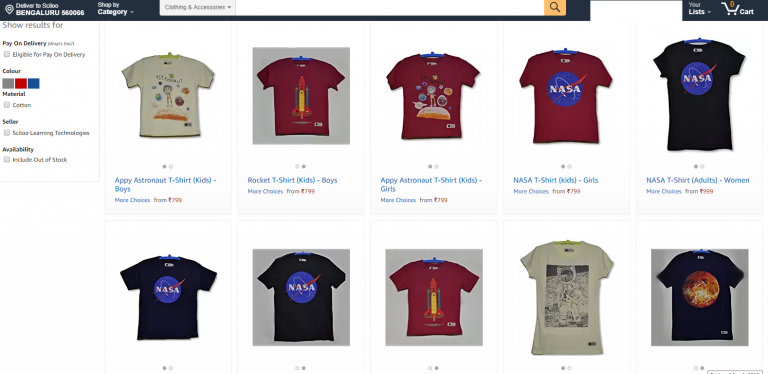 Deliver to Sciloo
BENGALURU 560066
Shop by
Category
Clothing & Accessories
Your
Lists
0
Cart
Show results for
Pay On Delivery (What's this?)
Eligible for Pay On Delivery
Colour
Material
Cotton
Seller
Sciloo Learning Technologies
Availability
Include Out of Stock
ASTRONAUT
NASA
NASA
Appy Astronaut T-Shirt (Kids) -
Boys
More Choices from ₹799
Rocket T-Shirt (Kids) - Boys
More Choices from ₹799
Appy Astronaut T-Shirt (Kids) -
Girls
More Choices from ₹799
NASA T-Shirt (kids) - Girls
More Choices from ₹799
NASA T-Shirt (Adults) - Women
More Choices from ₹999
NASA
NASA